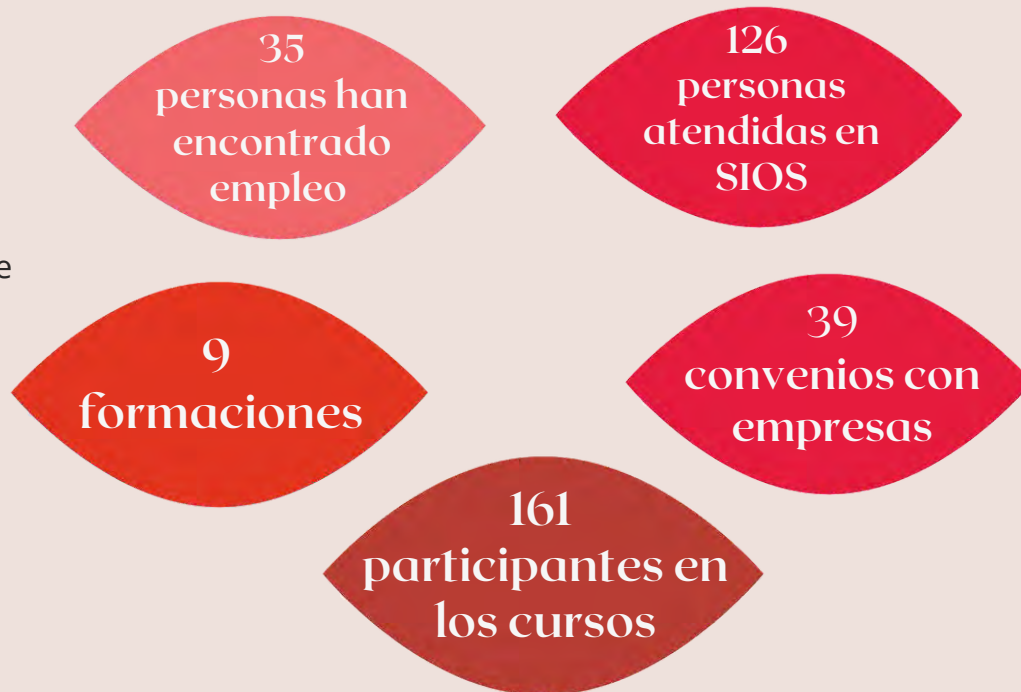 35
personas han
encontrado
empleo
126
personas
atendidas en
SIOS
e
9
formaciones
39
convenios con
empresas
161
participantes en
los cursos